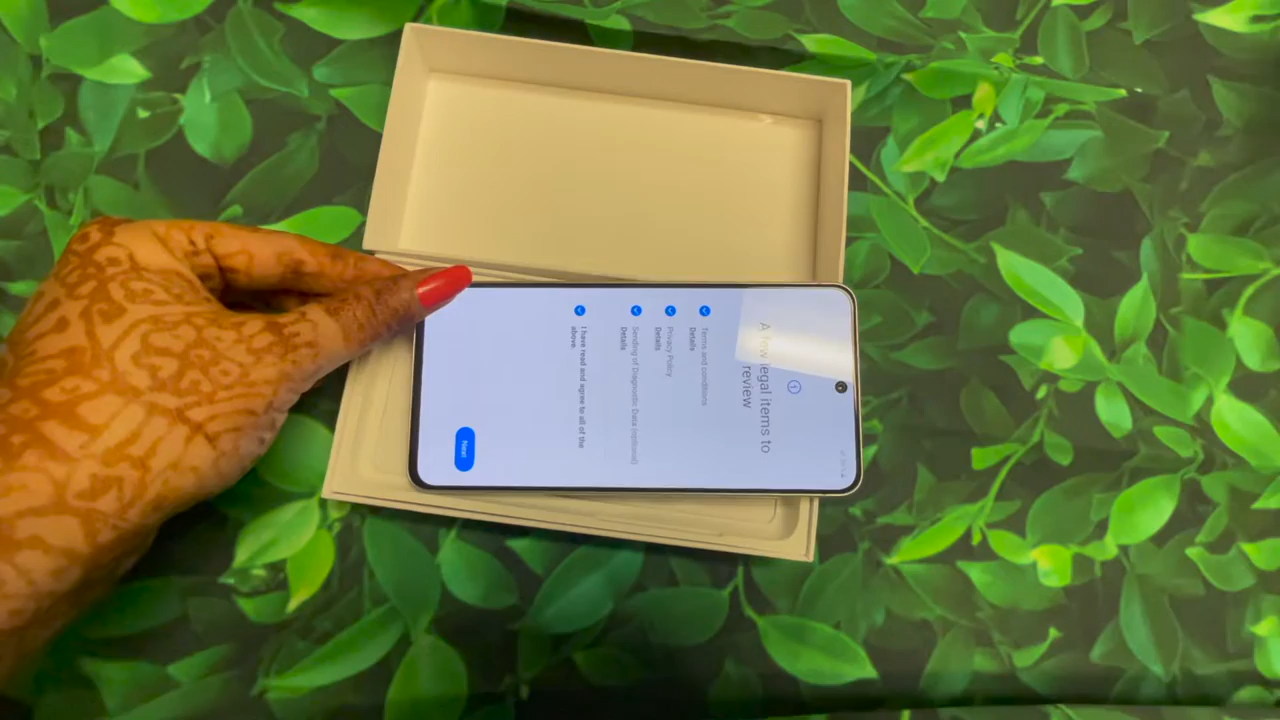 A few legal items to
review
Terms and conditions
Details
Privacy Policy
Details
Sending of Diagnostic Data (optional)
Details
I have read and agree to all of the
above.
Next